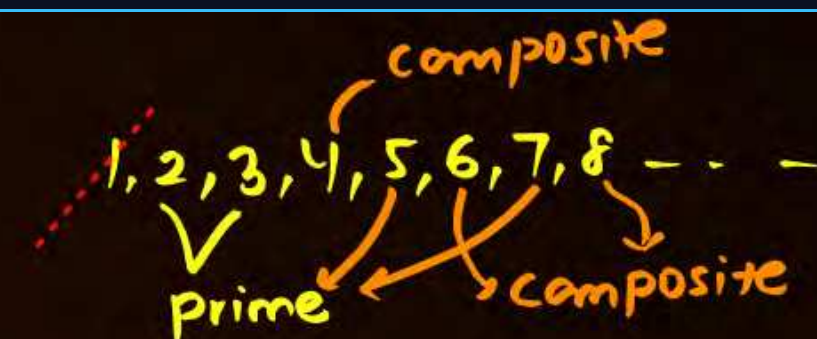 composite
1, 2, 3, 4, 5, 6, 7, 8 - - -
prime
composite